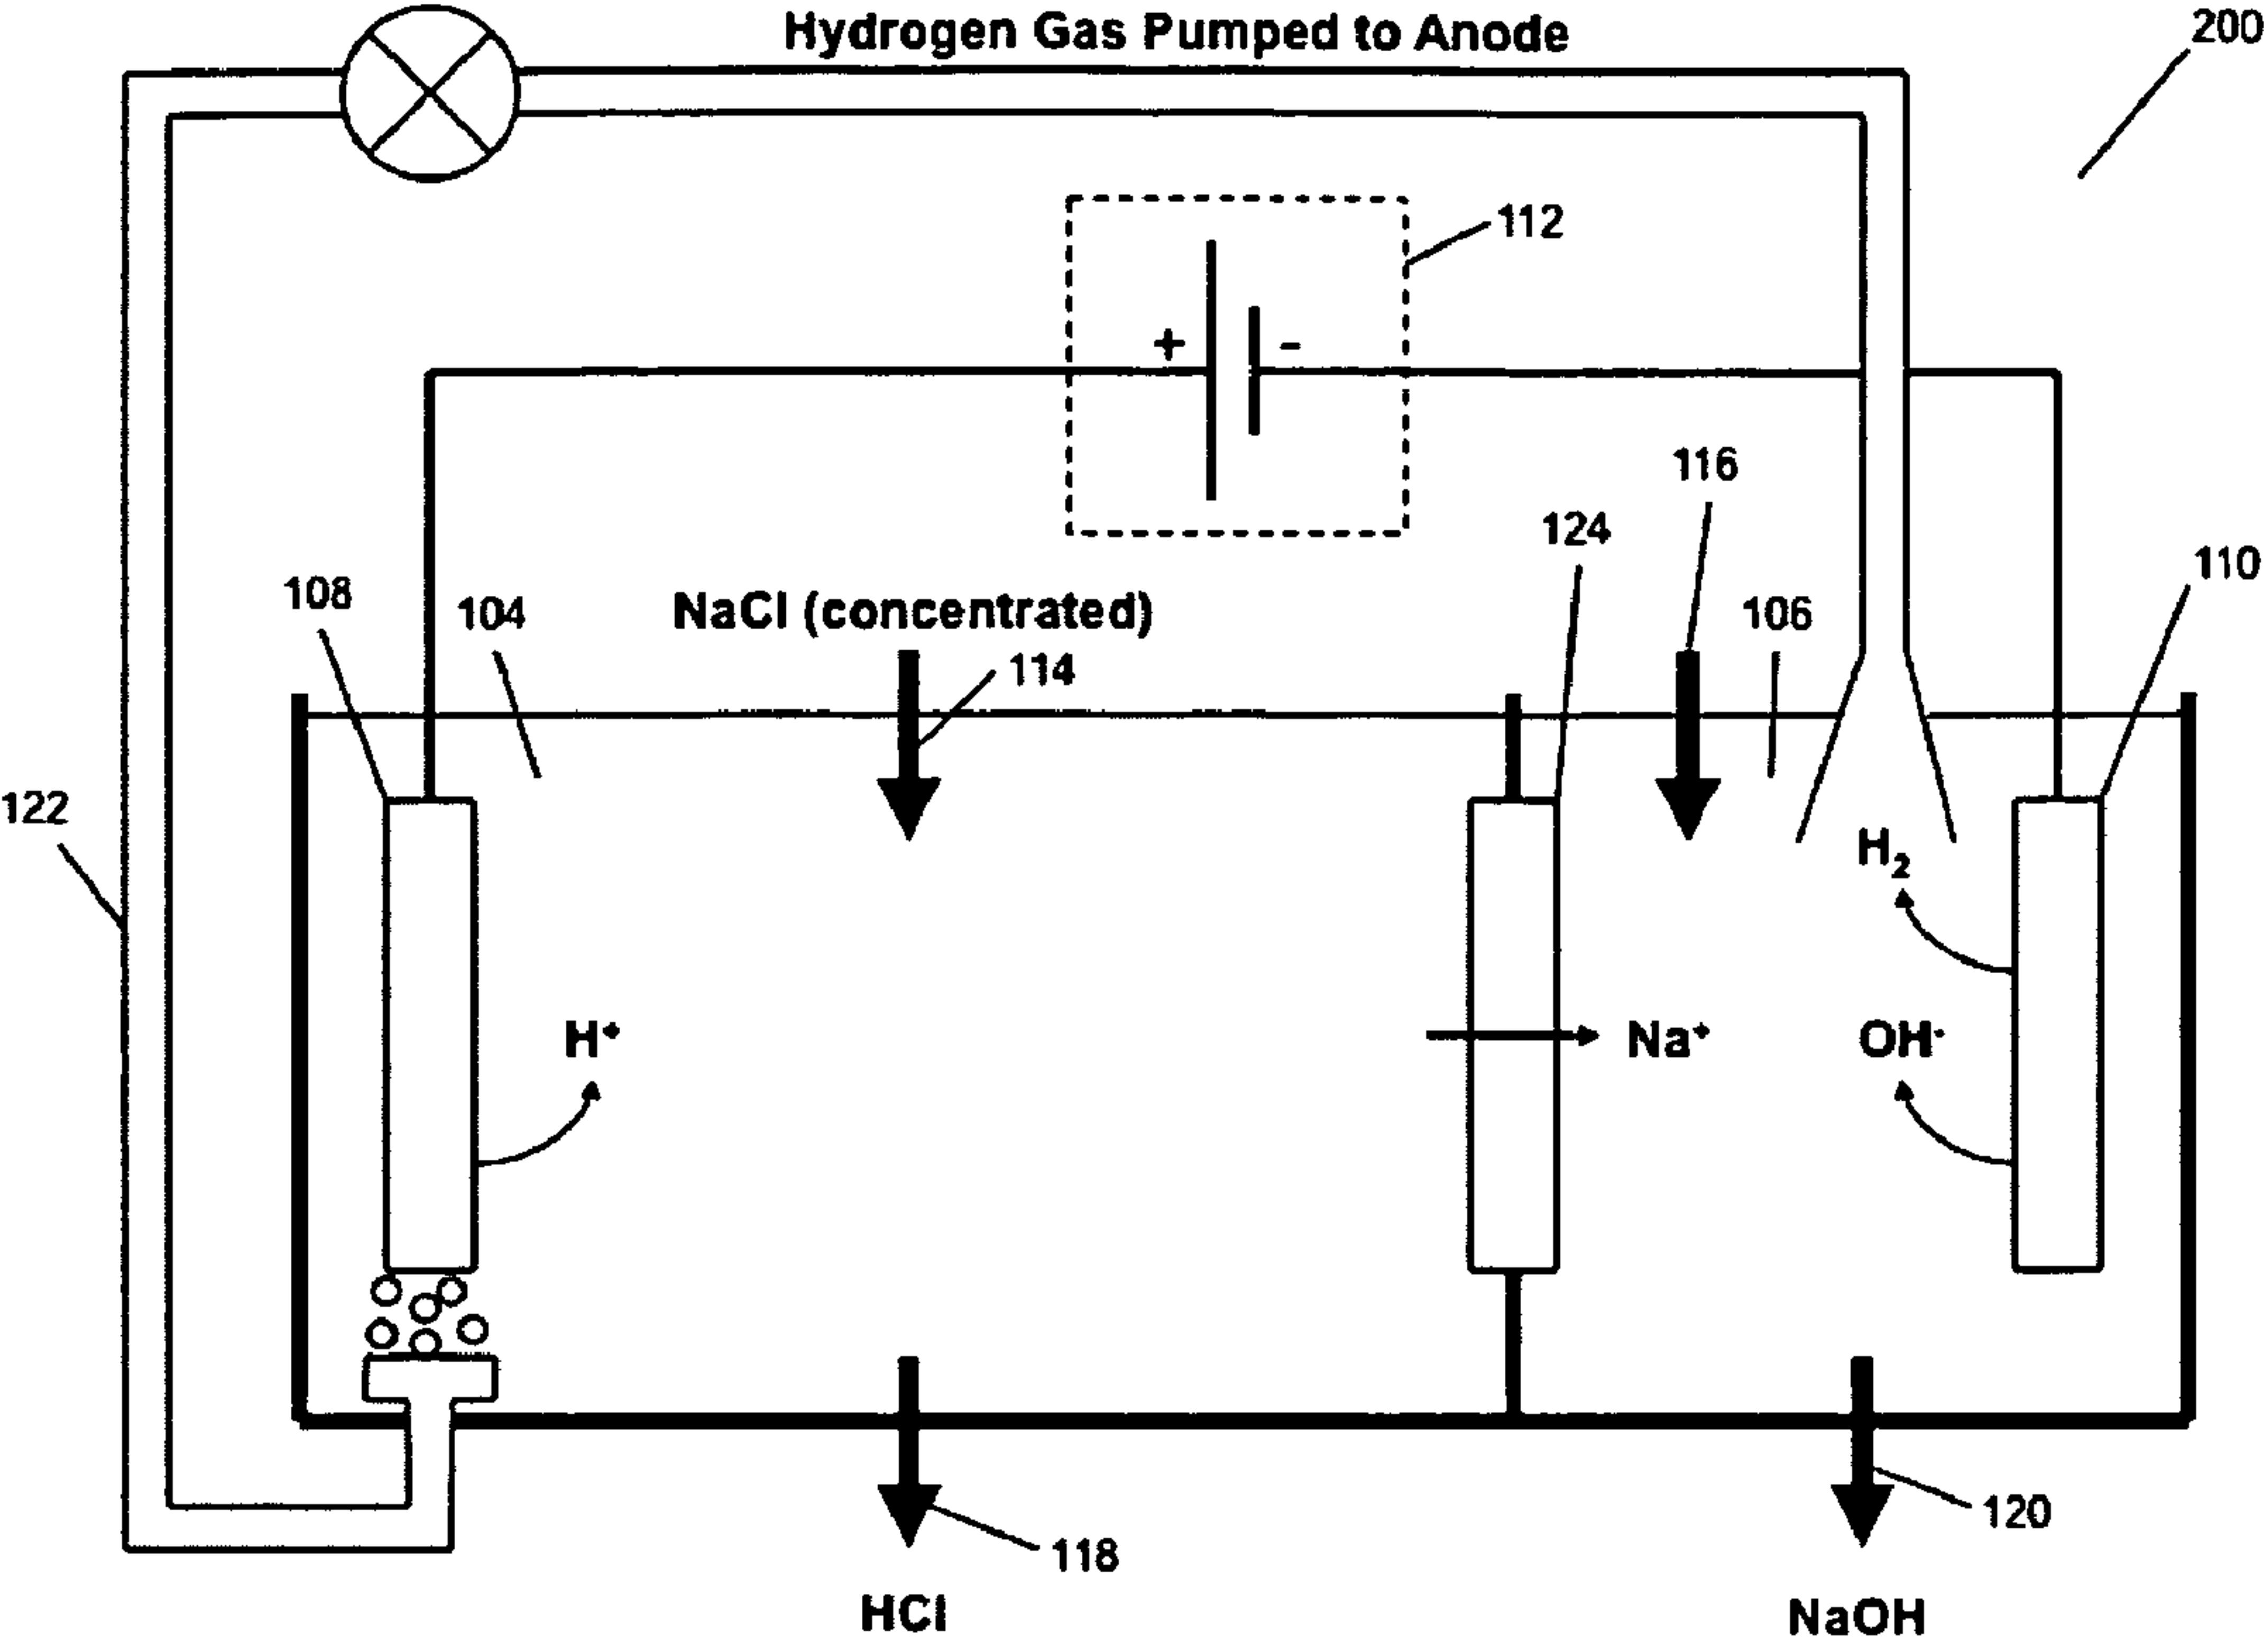 Hydrogen Gas Pumped to Anode
200
112
+ -
116
124
110
108
104
NaCl (concentrated)
106
114
122
H₂
H⁺
Na⁺
OH⁻
120
118
HCl
NaOH